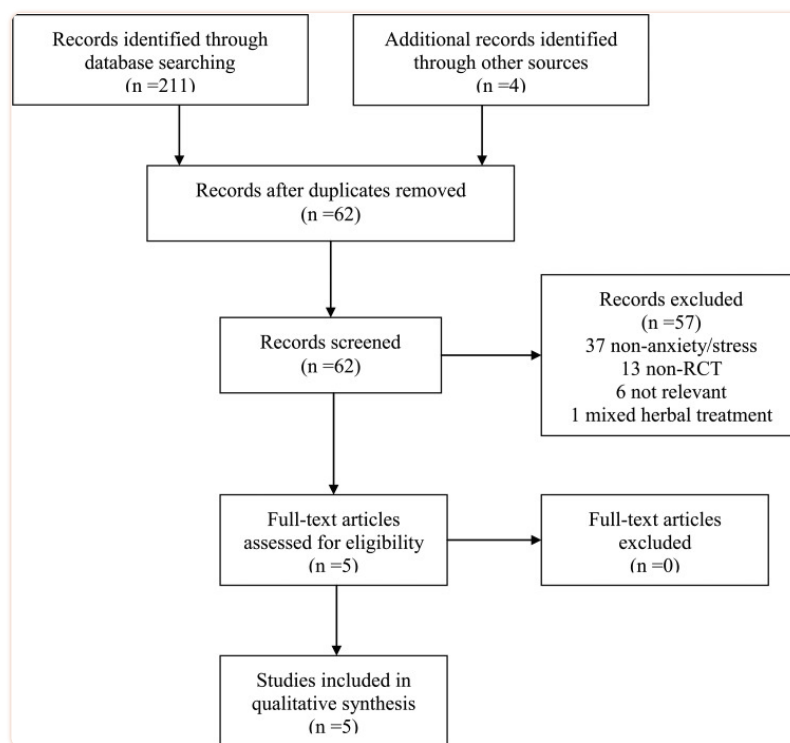 Records identified through
database searching
(n =211)
Additional records identified
through other sources
(n =4)
Records after duplicates removed
(n =62)
Records screened
(n =62)
Records excluded
(n =57)
37 non-anxiety/stress
13 non-RCT
6 not relevant
1 mixed herbal treatment
Full-text articles
assessed for eligibility
(n =5)
Full-text articles
excluded
(n =0)
Studies included in
qualitative synthesis
(n =5)